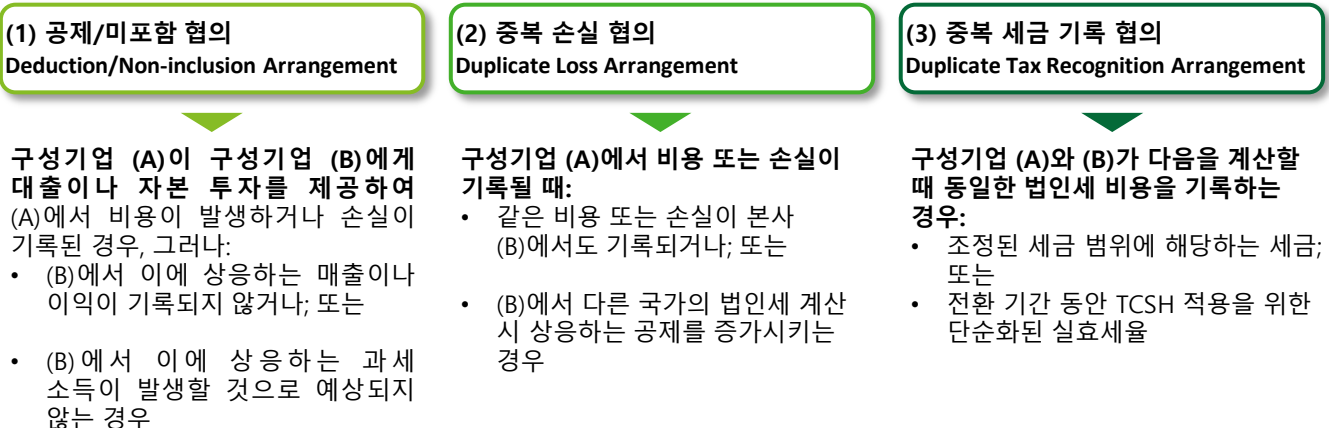 (1) 공제/미포함 협의
Deduction/Non-inclusion Arrangement
구성기업 (A)이 구성기업 (B)에게
대출이나 자본 투자를 제공하여
(A)에서 비용이 발생하거나 손실이
기록된 경우, 그러나:
• (B)에서 이에 상응하는 매출이나
이익이 기록되지 않거나; 또는
• (B)에서 이에 상응하는 과세
소득이 발생할 것으로 예상되지
않는 경우
(2) 중복 손실 협의
Duplicate Loss Arrangement
구성기업 (A)에서 비용 또는 손실이
기록될 때:
• 같은 비용 또는 손실이 본사
(B)에서도 기록되거나; 또는
• (B)에서 다른 국가의 법인세 계산
시 상응하는 공제를 증가시키는
경우
(3) 중복 세금 기록 협의
Duplicate Tax Recognition Arrangement
구성기업 (A)와 (B)가 다음을 계산할
때 동일한 법인세 비용을 기록하는
경우:
• 조정된 세금 범위에 해당하는 세금;
또는
• 전환 기간 동안 TCSH 적용을 위한
단순화된 실효세율